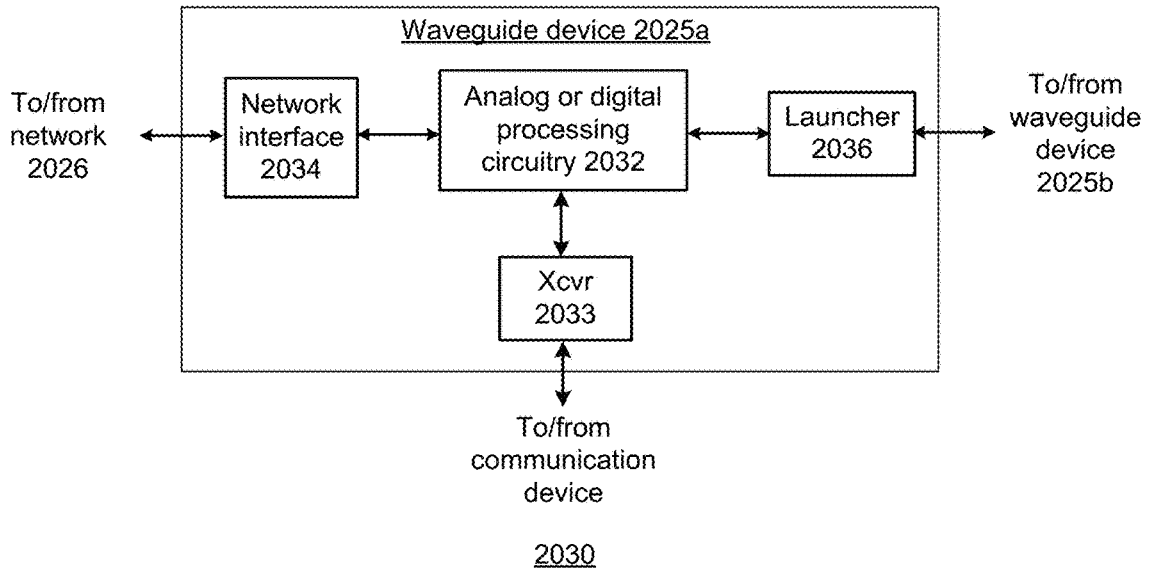 Waveguide device 2025a
To/from
network
2026
Network
interface
2034
Analog or digital
processing
circuitry 2032
Launcher
2036
To/from
waveguide
device
2025b
Xcvr
2033
To/from
communication
device
2030